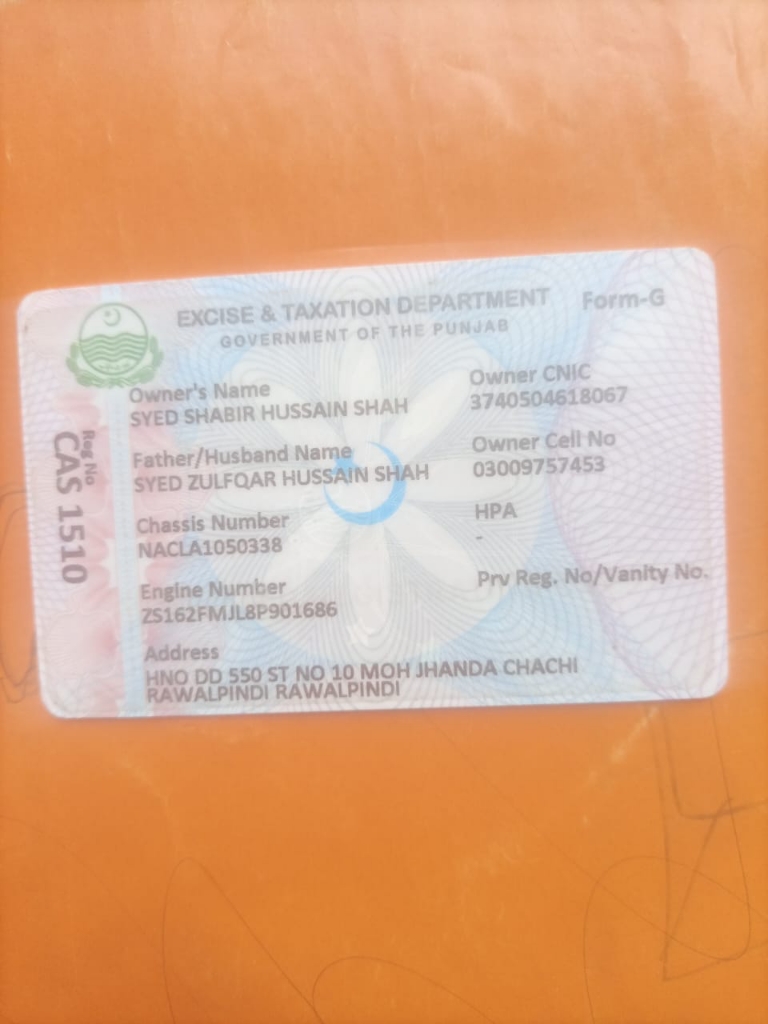 EXCISE & TAXATION DEPARTMENT
Form-G
GOVERNMENT OF THE PUNJAB
Reg No
CAS 1510
Owner's Name
SYED SHABIR HUSSAIN SHAH
Owner CNIC
3740504618067
Father/Husband Name
SYED ZULFQAR HUSSAIN SHAH
Owner Cell No
03009757453
Chassis Number
NACLA1050338
HPA
-
Engine Number
ZS162FMJL8P901686
Prv Reg. No/Vanity No.
Address
HNO DD 550 ST NO 10 MOH JHANDA CHACHI
RAWALPINDI RAWALPINDI